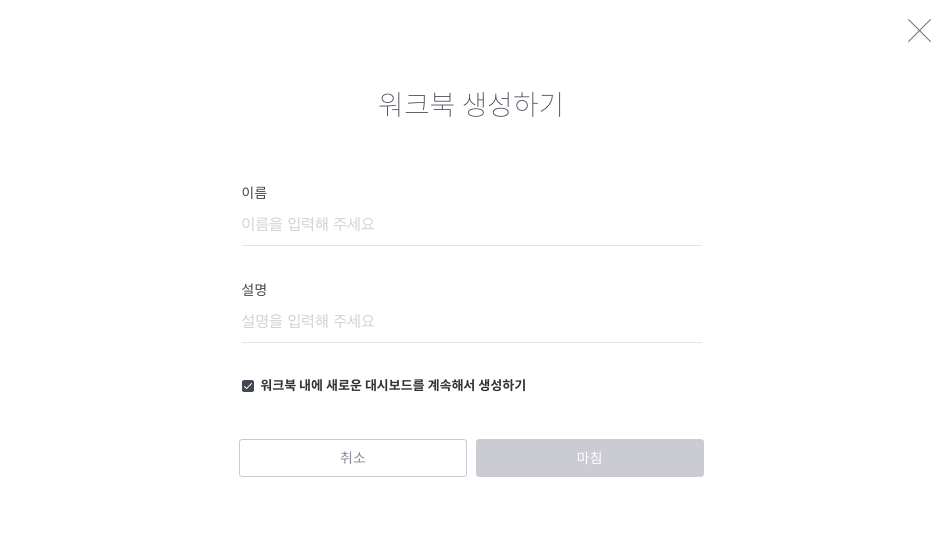 워크북 생성하기
이름
이름을 입력해 주세요
설명
설명을 입력해 주세요
워크북 내에 새로운 대시보드를 계속해서 생성하기
취소
마침